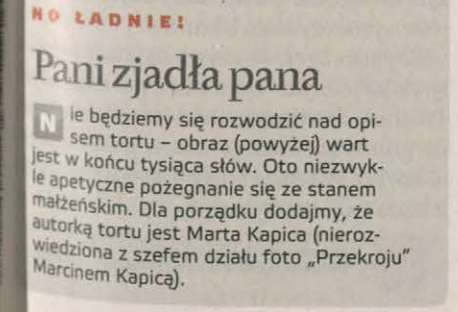 NO ŁADNIE!
Pani zjadła pana
Nie będziemy się rozwodzić nad opi-
sem tortu – obraz (powyżej) wart
jest w końcu tysiąca słów. Oto niezwyk-
le apetyczne pożegnanie się ze stanem
małżeńskim. Dla porządku dodajmy, że
autorką tortu jest Marta Kapica (nieroz-
wiedziona z szefem działu foto „Przekroju”
Marcinem Kapicą).